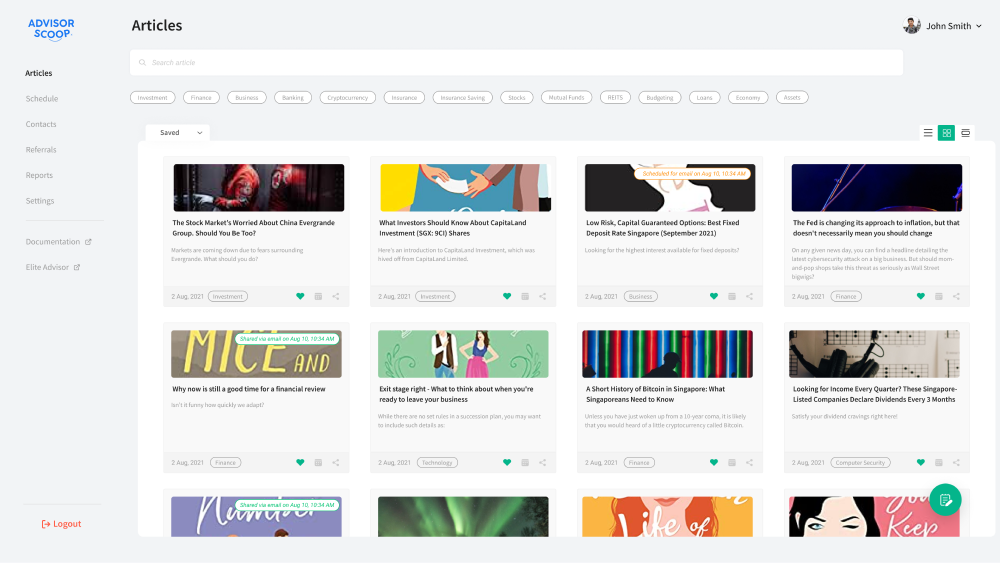 ADVISOR
SCOOP
Articles
John Smith
Search article
Articles
Schedule
Contacts
Referrals
Reports
Settings
Documentation
Elite Advisor
Logout
Investment
Finance
Business
Banking
Cryptocurrency
Insurance
Insurance Saving
Stocks
Mutual Funds
REITS
Budgeting
Loans
Economy
Assets
Saved
The Stock Market's Worried About China Evergrande
Group. Should You Be Too?
Markets are coming down due to fears surrounding
Evergrande. What should you do?
2 Aug, 2021
Investment
What Investors Should Know About CapitaLand
Investment (SGX: 9CI) Shares
Here's an introduction to CapitaLand Investment, which was
hived off from CapitaLand Limited.
2 Aug, 2021
Investment
Scheduled for email on Aug 10, 10:34 AM
Low Risk, Capital Guaranteed Options: Best Fixed
Deposit Rate Singapore (September 2021)
Looking for the highest interest available for fixed deposits?
2 Aug, 2021
Business
The Fed is changing its approach to inflation, but that
doesn't necessarily mean you should change
On any given news day, you can find a headline detailing the
latest cybersecurity attack on a big business. But should mom-
and-pop shops take this threat as seriously as Wall Street
bigwigs?
2 Aug, 2021
Finance
MICE AND
Shared via email on Aug 10, 10:34 AM
Why now is still a good time for a financial review
Isn't it funny how quickly we adapt?
2 Aug, 2021
Finance
Exit stage right - What to think about when you're
ready to leave your business
While there are no set rules in a succession plan, you may want
to include such details as:
2 Aug, 2021
Technology
A Short History of Bitcoin in Singapore: What
Singaporeans Need to Know
Unless you have just woken up from a 10-year coma, it is likely
that you would heard of a little cryptocurrency called Bitcoin.
2 Aug, 2021
Finance
Looking for Income Every Quarter? These Singapore-
Listed Companies Declare Dividends Every 3 Months
Satisfy your dividend cravings right here!
2 Aug, 2021
Computer Security
Number
Shared via email on Aug 10, 10:34 AM
Life of
Keep